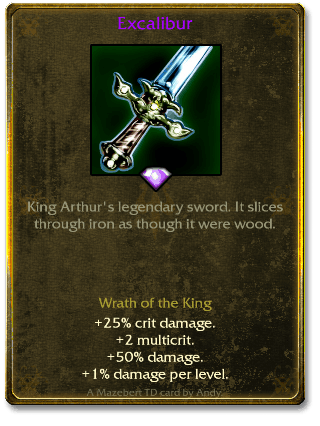 Excalibur
King Arthur's legendary sword. It slices
through iron as though it were wood.
Wrath of the King
+25% crit damage.
+2 multicrit.
+50% damage.
+1% damage per level.
A Mazebert TD card by Andy.